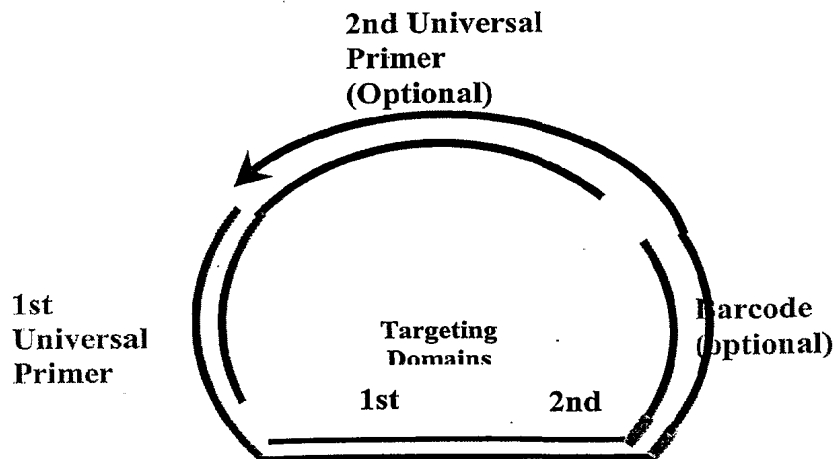 2nd Universal
Primer
(Optional)
1st
Universal
Primer
Targeting
Domains
Barcode
(optional)
1st
2nd